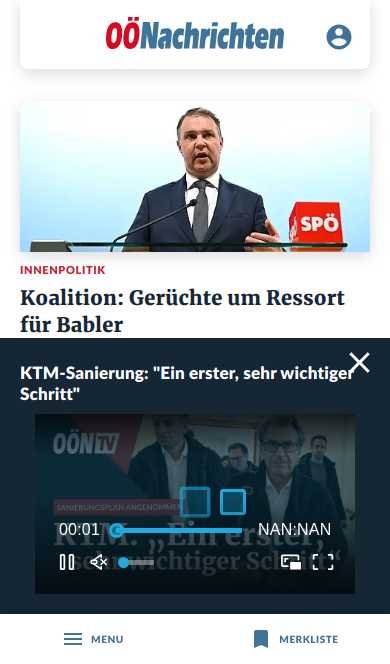 OÖNachrichten
SPÖ
INNENPOLITIK
Koalition: Gerüchte um Ressort
für Babler
KTM-Sanierung: "Ein erster, sehr wichtiger
Schritt"
OÖN TV
SANIERUNGSPLAN ANGENOMMEN
KTM: „Ein erster,
sehr wichtiger Schritt“
00:01
NAN:NAN
MENU
MERKLISTE